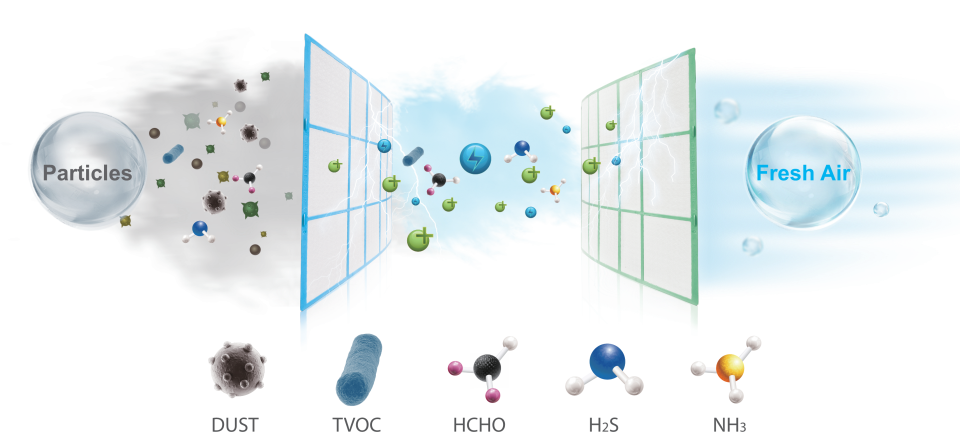 Particles
Fresh Air
DUST
TVOC
HCHO
H2S
NH3